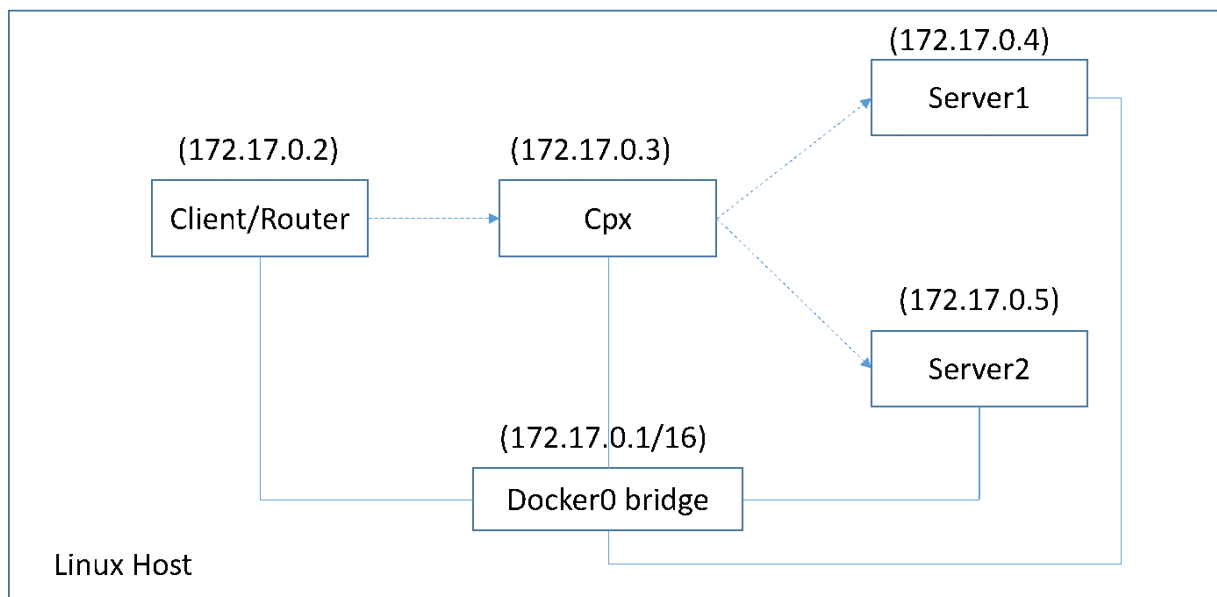 (172.17.0.4)
Server1
(172.17.0.2)
(172.17.0.3)
Client/Router
Cpx
(172.17.0.5)
Server2
(172.17.0.1/16)
Docker0 bridge
Linux Host